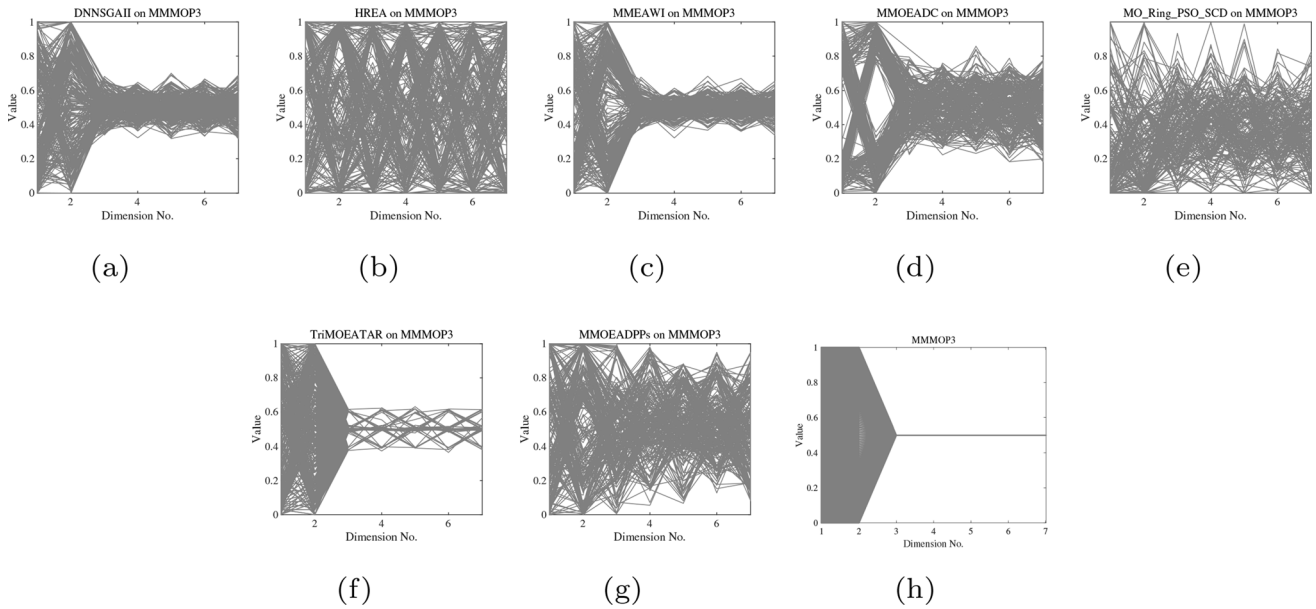 DNNSGAII on MMMOP3
1
0.8
0.6
0.4
0.2
0
Value
2
4
6
Dimension No.
(a)
HREA on MMMOP3
1
0.8
0.6
0.4
0.2
0
Value
2
4
6
Dimension No.
(b)
MMEAWI on MMMOP3
1
0.8
0.6
0.4
0.2
0
Value
2
4
6
Dimension No.
(c)
MMOEADC on MMMOP3
1
0.8
0.6
0.4
0.2
0
Value
2
4
6
Dimension No.
(d)
MO_Ring_PSO_SCD on MMMOP3
1
0.8
0.6
0.4
0.2
0
Value
2
4
6
Dimension No.
(e)
TriMOEATAR on MMMOP3
1
0.8
0.6
0.4
0.2
0
Value
2
4
6
Dimension No.
(f)
MMOEADPPs on MMMOP3
1
0.8
0.6
0.4
0.2
0
Value
2
4
6
Dimension No.
(g)
MMMOP3
1
0.8
0.6
0.4
0.2
0
Value
1
2
3
4
5
6
7
Dimension No.
(h)